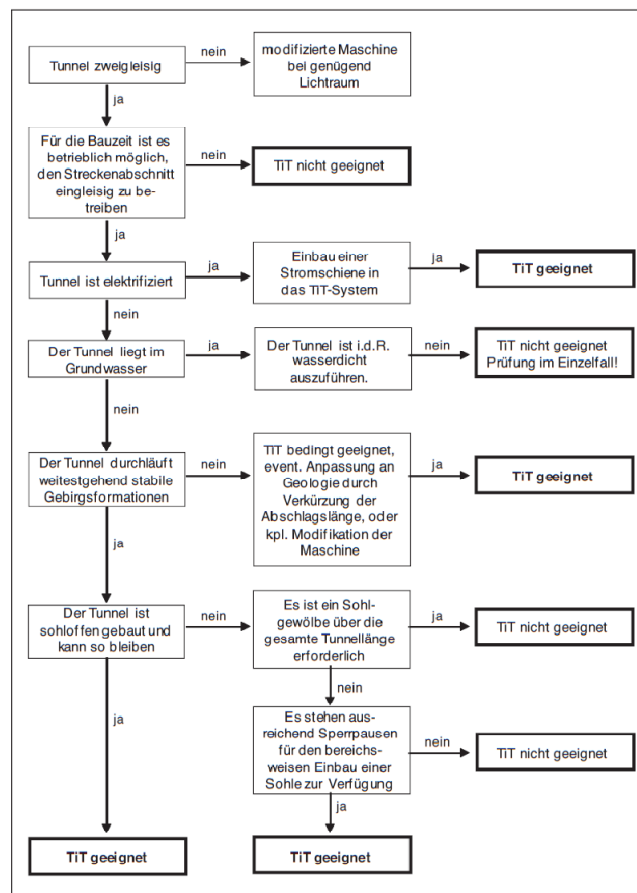 Tunnel zweigleisig
nein
modifizierte Maschine
bei genügend
Lichtraum
ja
Für die Bauzeit ist es
betrieblich möglich,
den Streckenabschnitt
eingleisig zu be-
treiben
nein
TiT nicht geeignet
ja
Tunnel ist elektrifiziert
ja
Einbau einer
Stromschiene in
das TiT-System
ja
TiT geeignet
nein
Der Tunnel liegt im
Grundwasser
ja
Der Tunnel ist i.d.R.
wasserdicht
auszuführen.
nein
TiT nicht geeignet
Prüfung im Einzelfall!
nein
Der Tunnel durchläuft
weitestgehend stabile
Gebirgsformationen
nein
TiT bedingt geeignet,
event. Anpassung an
Geologie durch
Verkürzung der
Abschlagslänge, oder
kpl. Modifikation der
Maschine
ja
TiT geeignet
ja
Der Tunnel ist
sohloffen gebaut und
kann so bleiben
nein
Es ist ein Sohl-
gewölbe über die
gesamte Tunnellänge
erforderlich
ja
TiT nicht geeignet
nein
Es stehen aus-
reichend Sperrpausen
für den bereichs-
weisen Einbau einer
Sohle zur Verfügung
nein
TiT nicht geeignet
ja
ja
TiT geeignet
TiT geeignet